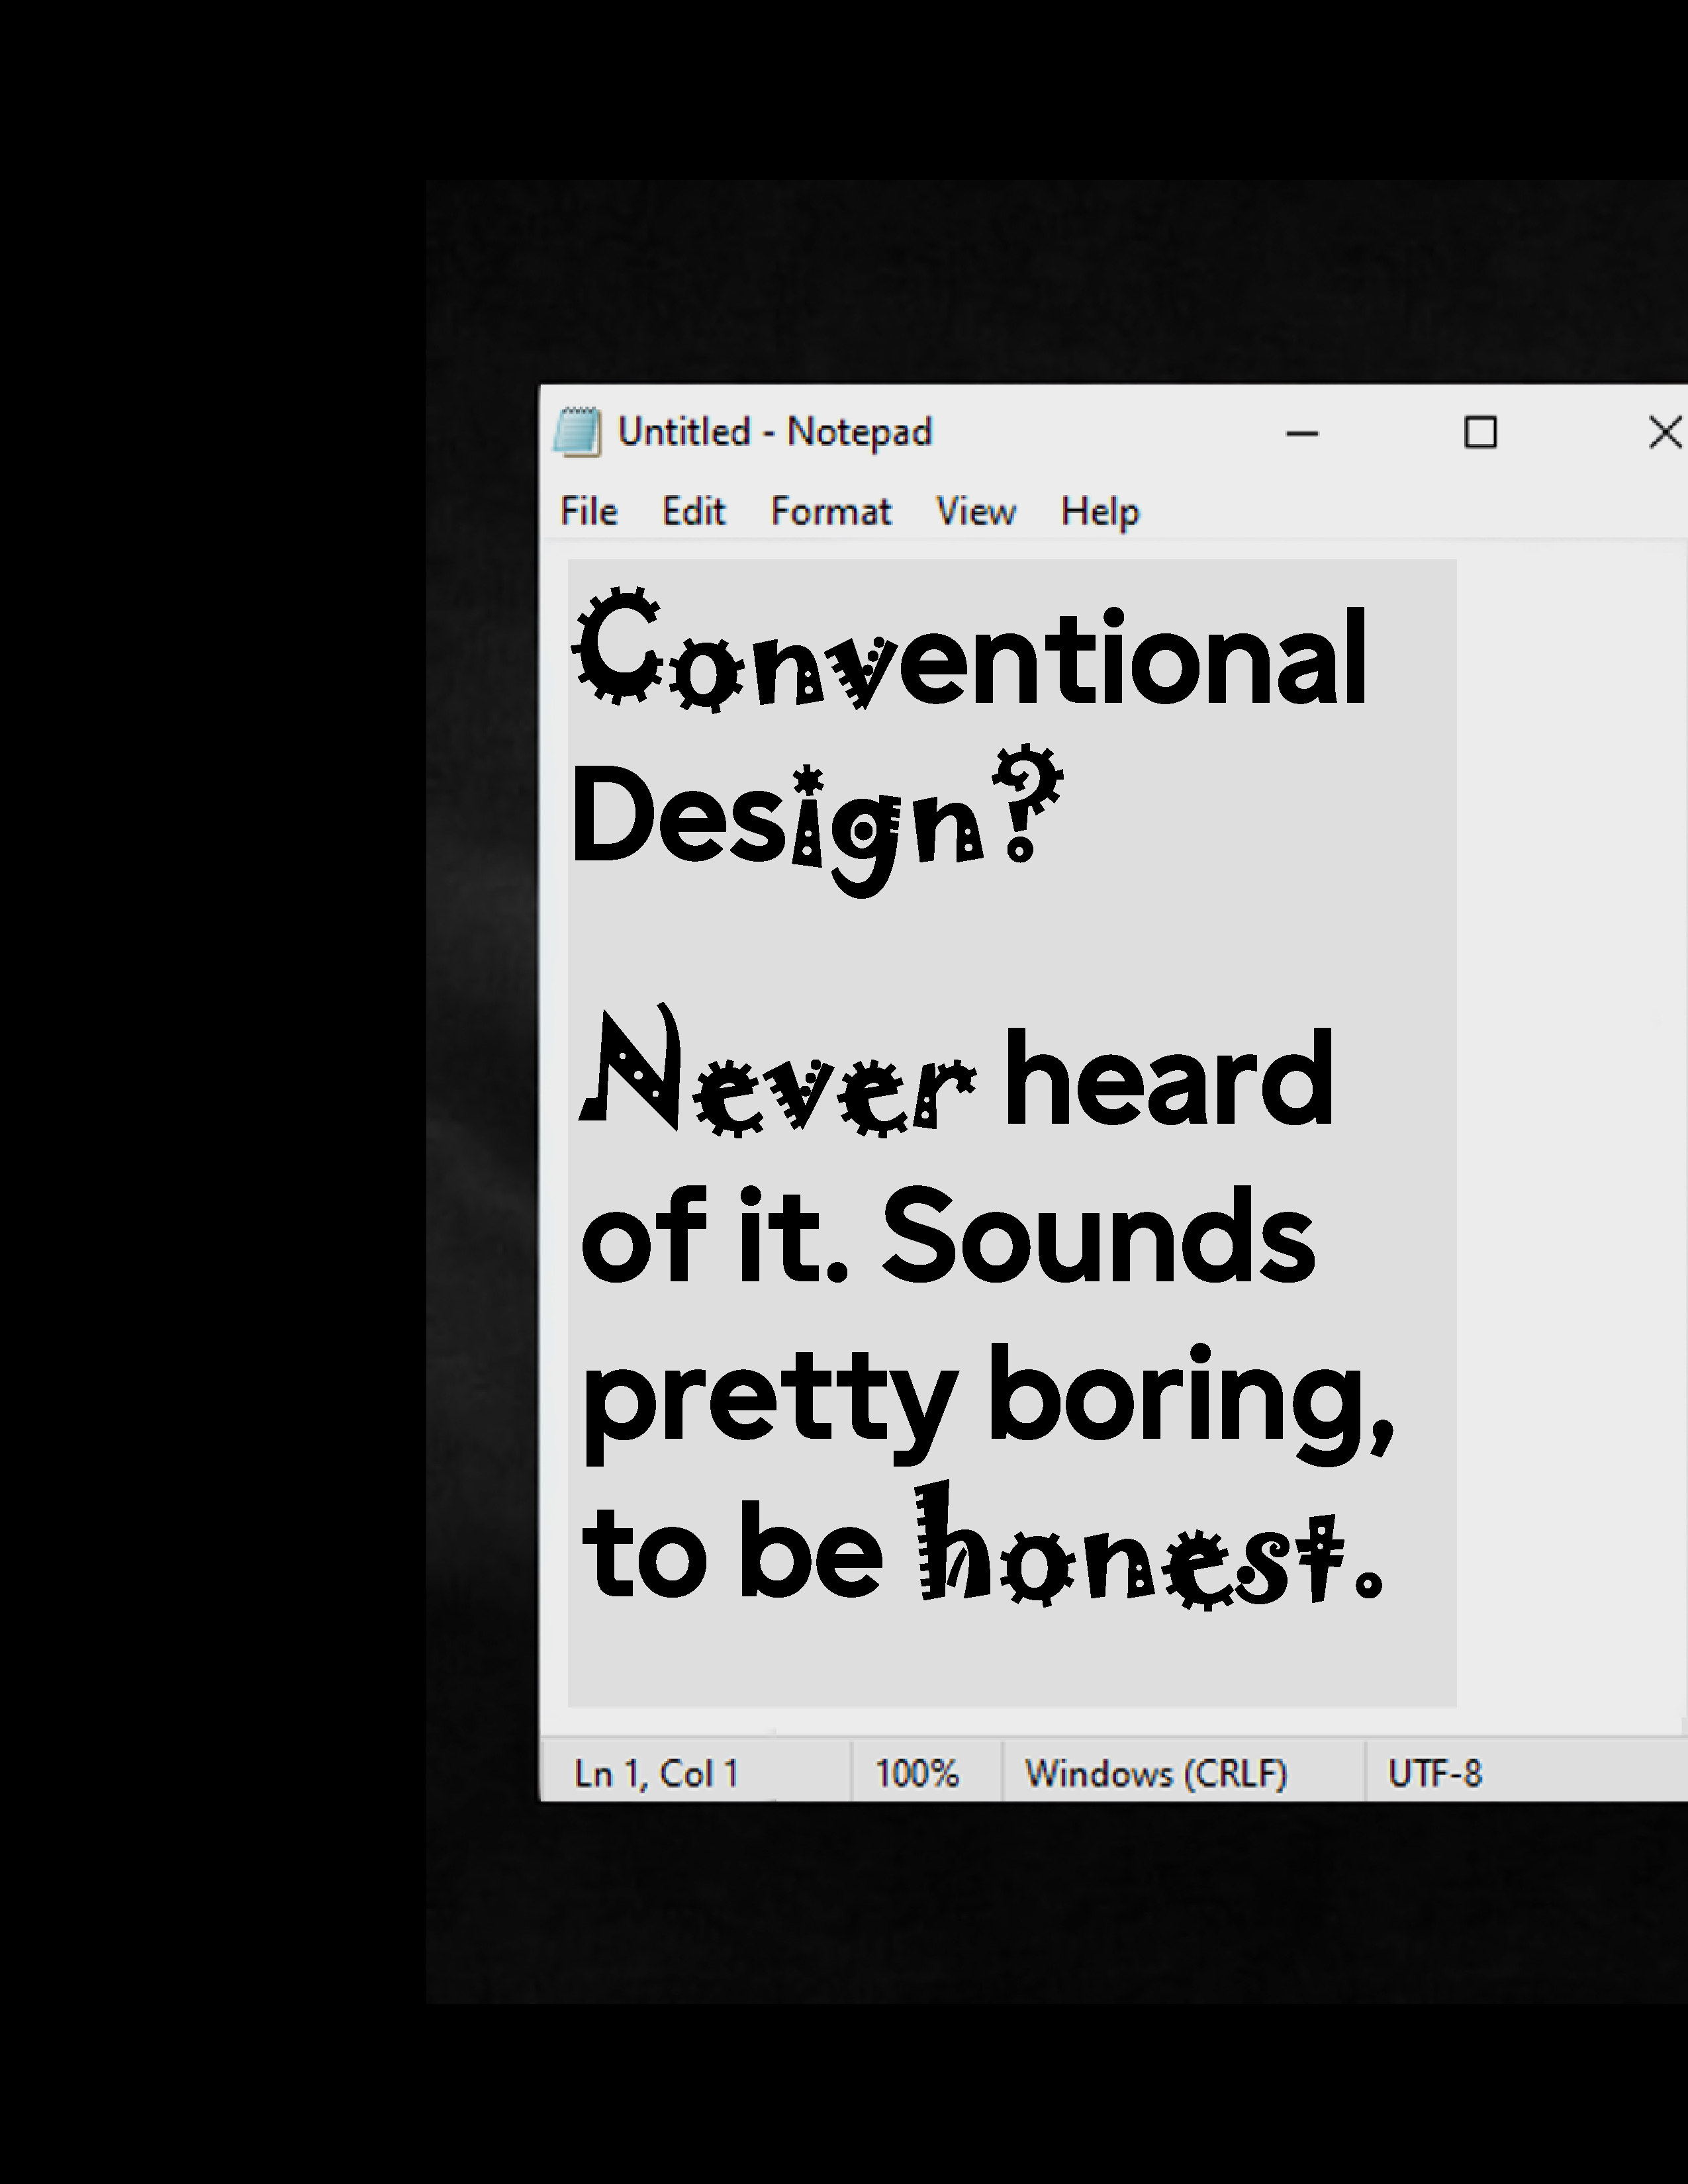 Untitled - Notepad
File Edit Format View Help
Conventional
Design?
Never heard
of it. Sounds
pretty boring,
to be honest.
Ln 1, Col 1 100% Windows (CRLF) UTF-8